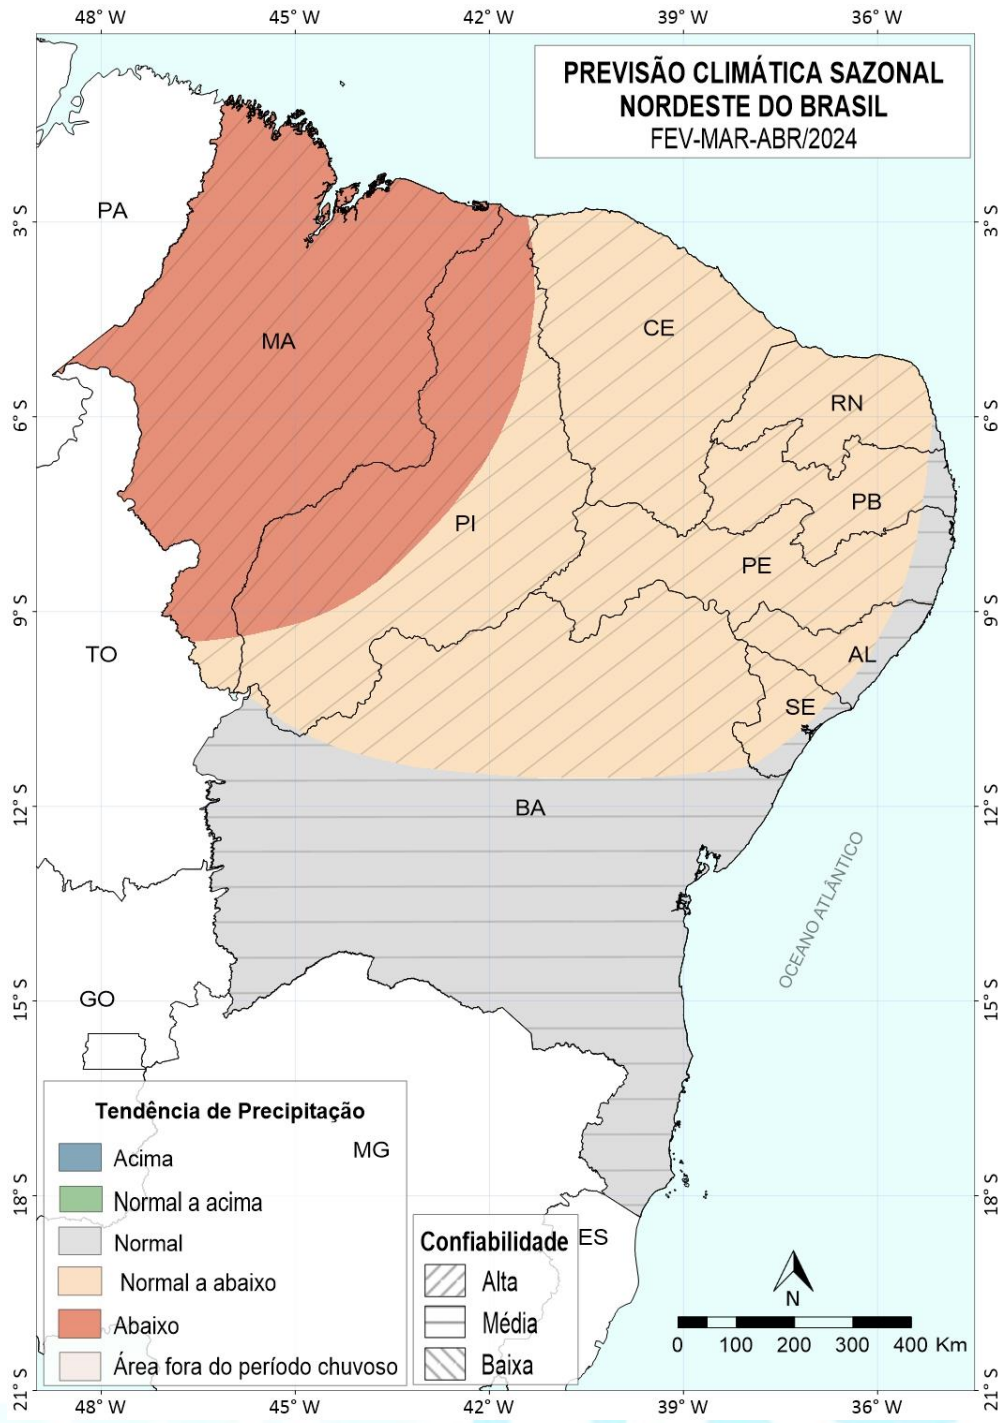 48° W 45° W 42° W 39° W 36° W
PREVISÃO CLIMÁTICA SAZONAL
NORDESTE DO BRASIL
FEV-MAR-ABR/2024
PA
3° S 3° S
CE
MA
RN
6° S 6° S
PB
PI
PE
9° S 9° S
TO
AL
SE
12° S 12° S
BA
OCEANO ATLÂNTICO
GO
15° S 15° S
Tendência de Precipitação
MG
Acima
Normal a acima
Normal
Normal a abaixo
Abaixo
Área fora do período chuvoso
18° S 18° S
ES
Confiabilidade
Alta
Média
Baixa
N
0 100 200 300 400 Km
21° S 21° S
48° W 45° W 42° W 39° W 36° W